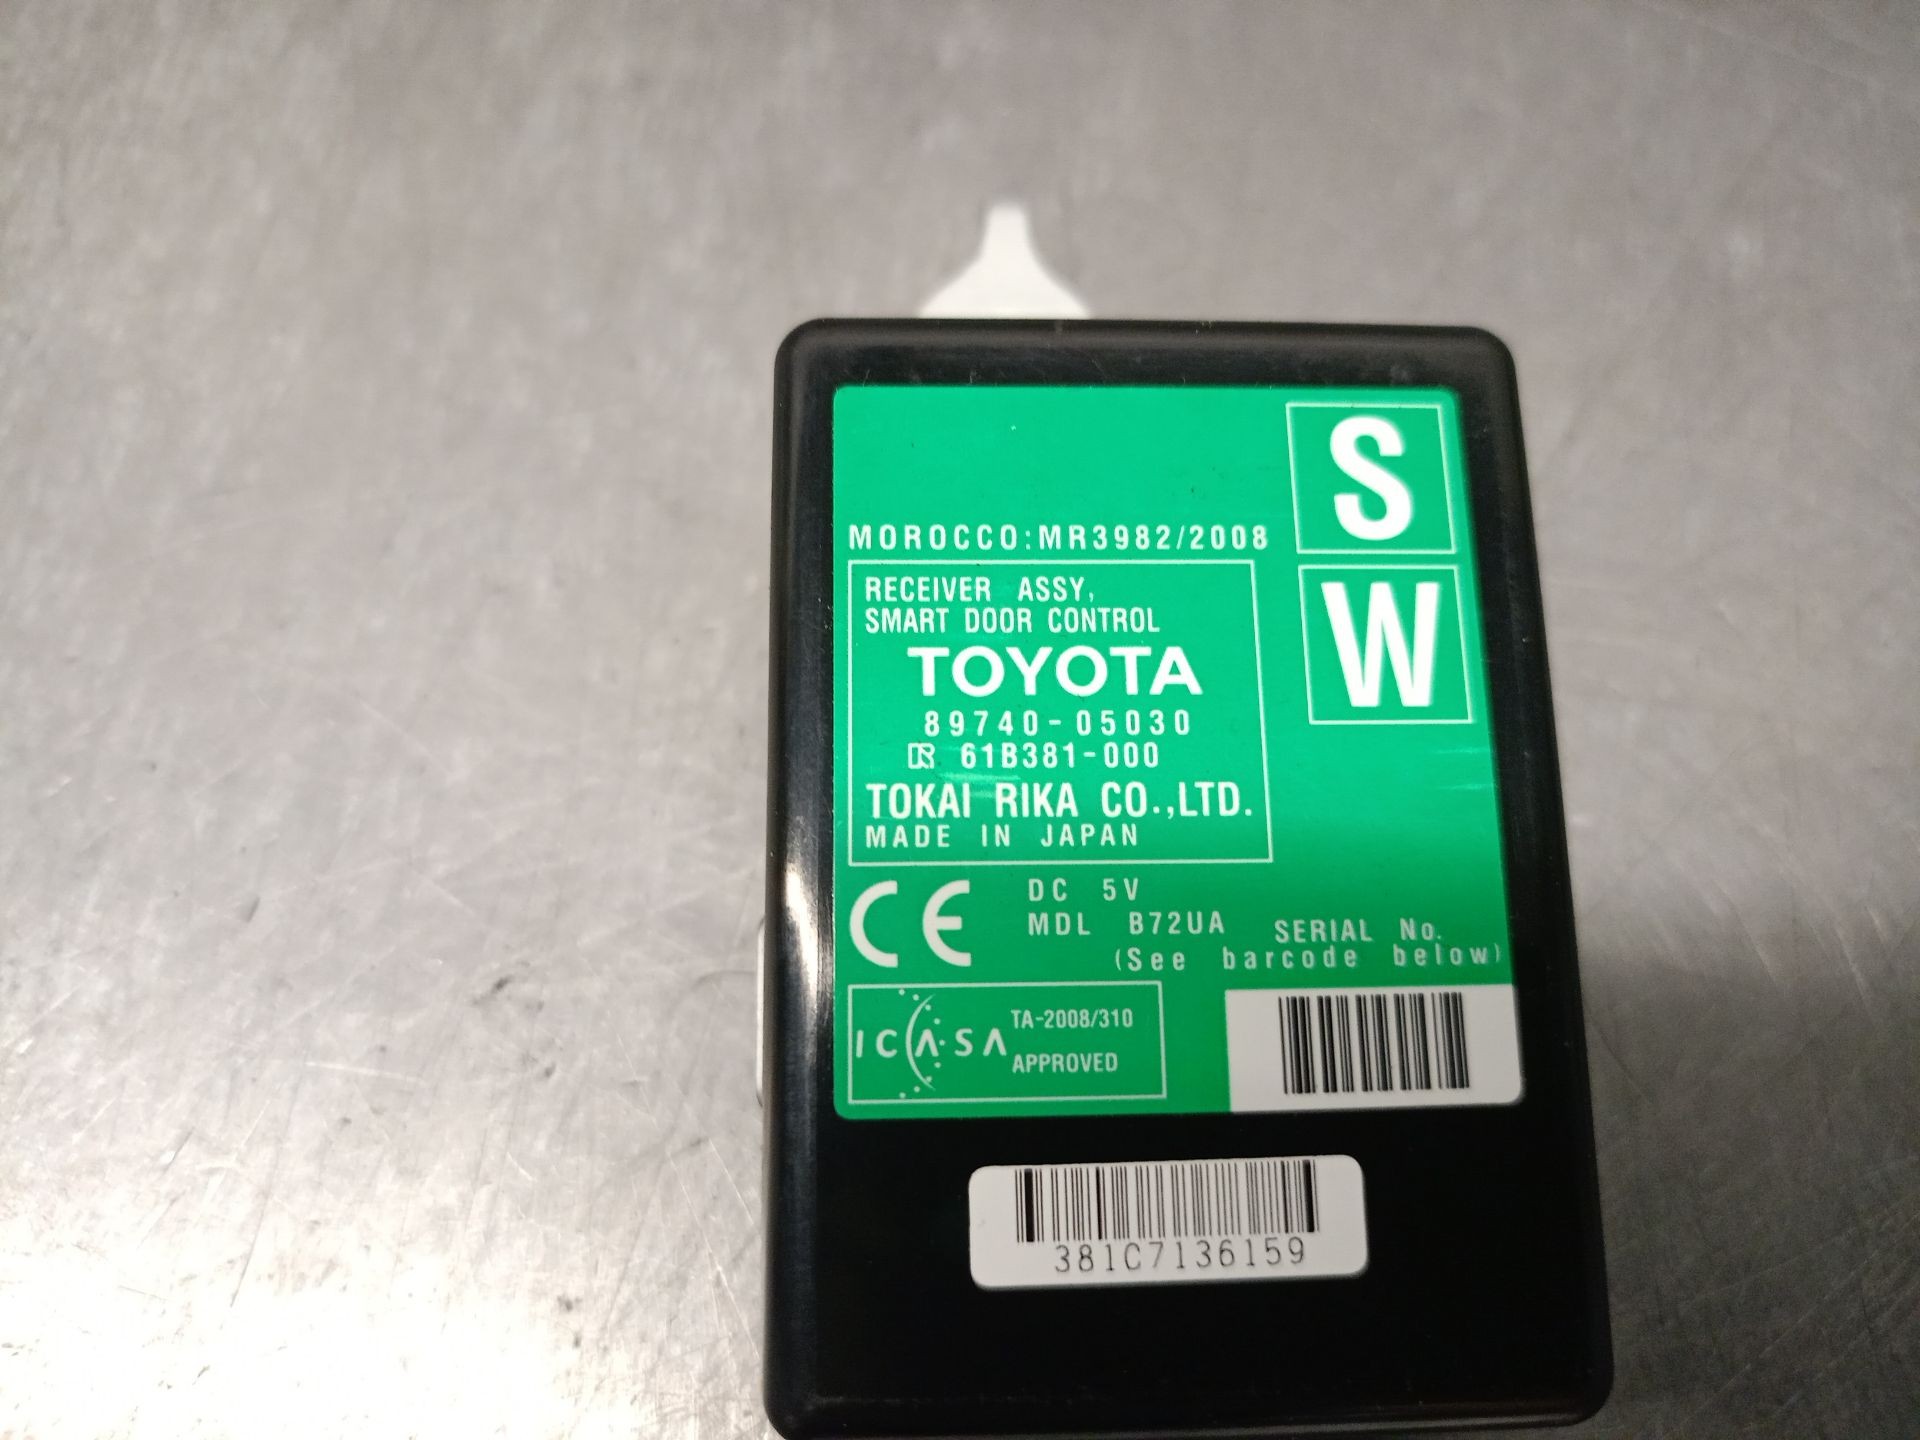 S
W
MOROCCO:MR3982/2008
RECEIVER ASSY,
SMART DOOR CONTROL
TOYOTA
89740-05030
61B381-000
TOKAI RIKA CO.,LTD.
MADE IN JAPAN
CE
DC 5V
MDL B72UA
SERIAL No.
(See barcode below)
ICASA
TA-2008/310
APPROVED
381C7136159